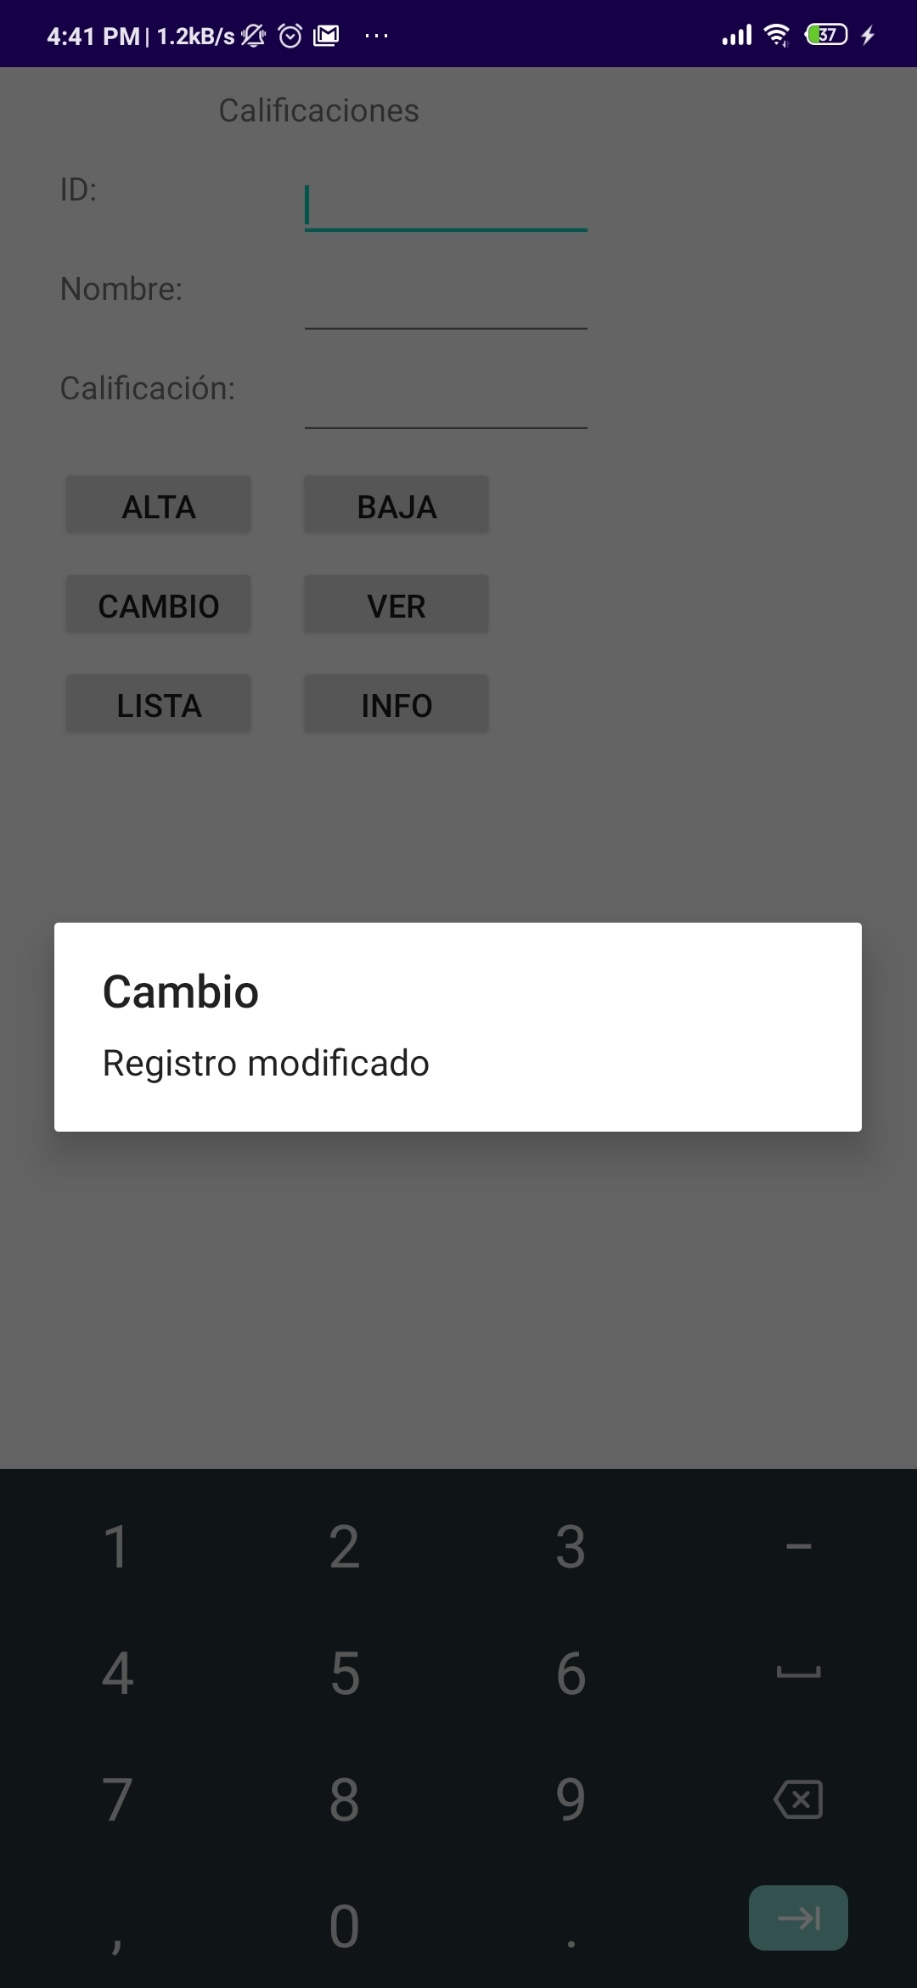 4:41 PM | 1.2kB/s ... 37
Calificaciones
ID:
Nombre:
Calificación:
ALTA BAJA
CAMBIO VER
LISTA INFO
Cambio
Registro modificado
1 2 3 –
4 5 6
7 8 9
, 0 .